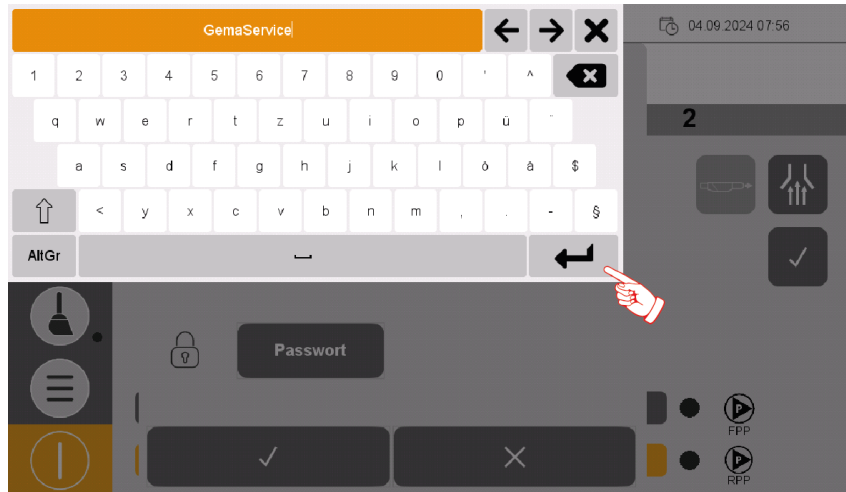 GemaService
04.09.2024 07:56
1 2 3 4 5 6 7 8 9 0 ' ^
q w e r t z u i o p ü ¨
2
a s d f g h j k l ö ä $
< y x c v b n m , . - §
AltGr
Passwort
P
FPP
P
RPP